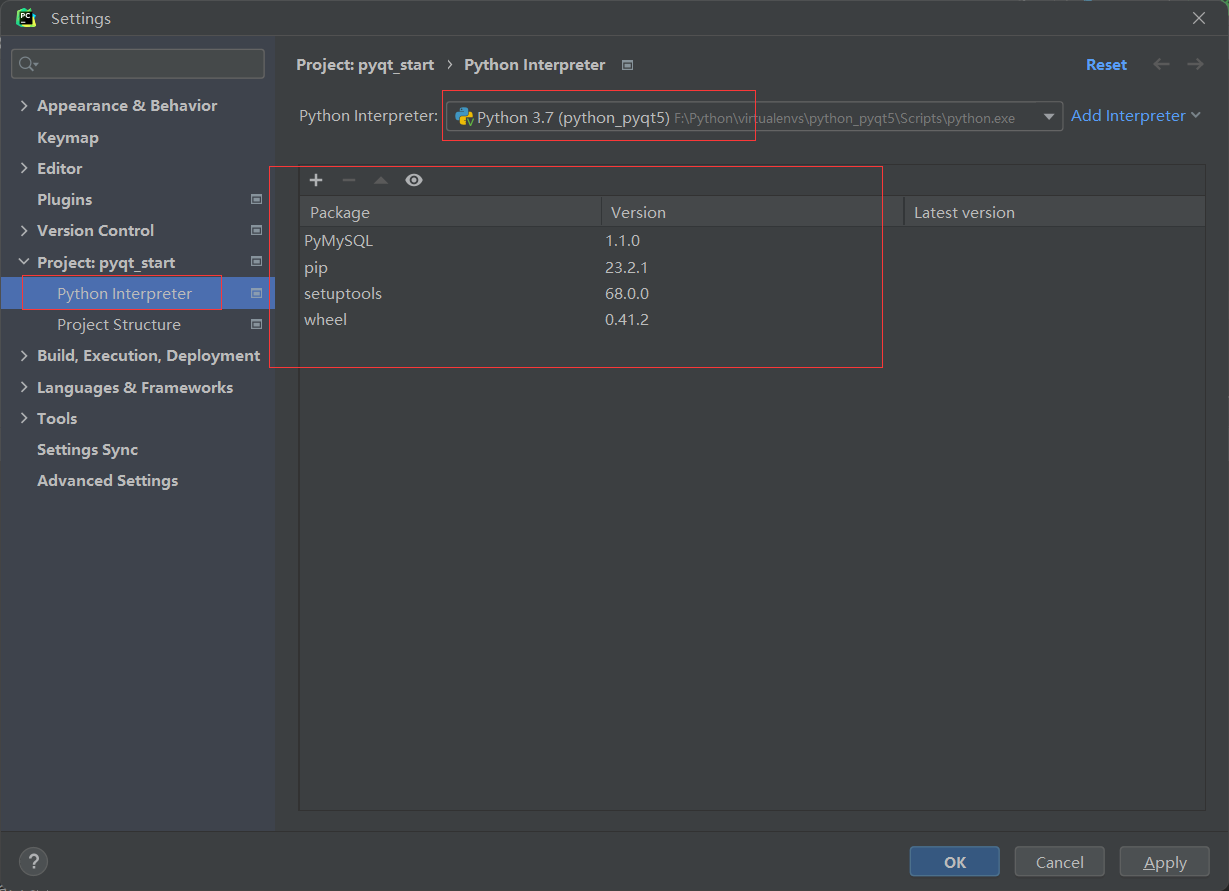 Settings
Project: pyqt_start › Python Interpreter Reset
Appearance & Behavior
Keymap
Editor
Plugins
Version Control
Project: pyqt_start
Python Interpreter
Project Structure
Build, Execution, Deployment
Languages & Frameworks
Tools
Settings Sync
Advanced Settings
Python Interpreter: Python 3.7 (python_pyqt5) F:\Python\virtualenvs\python_pyqt5\Scripts\python.exe Add Interpreter
Package Version Latest version
PyMySQL 1.1.0
pip 23.2.1
setuptools 68.0.0
wheel 0.41.2
? OK Cancel Apply